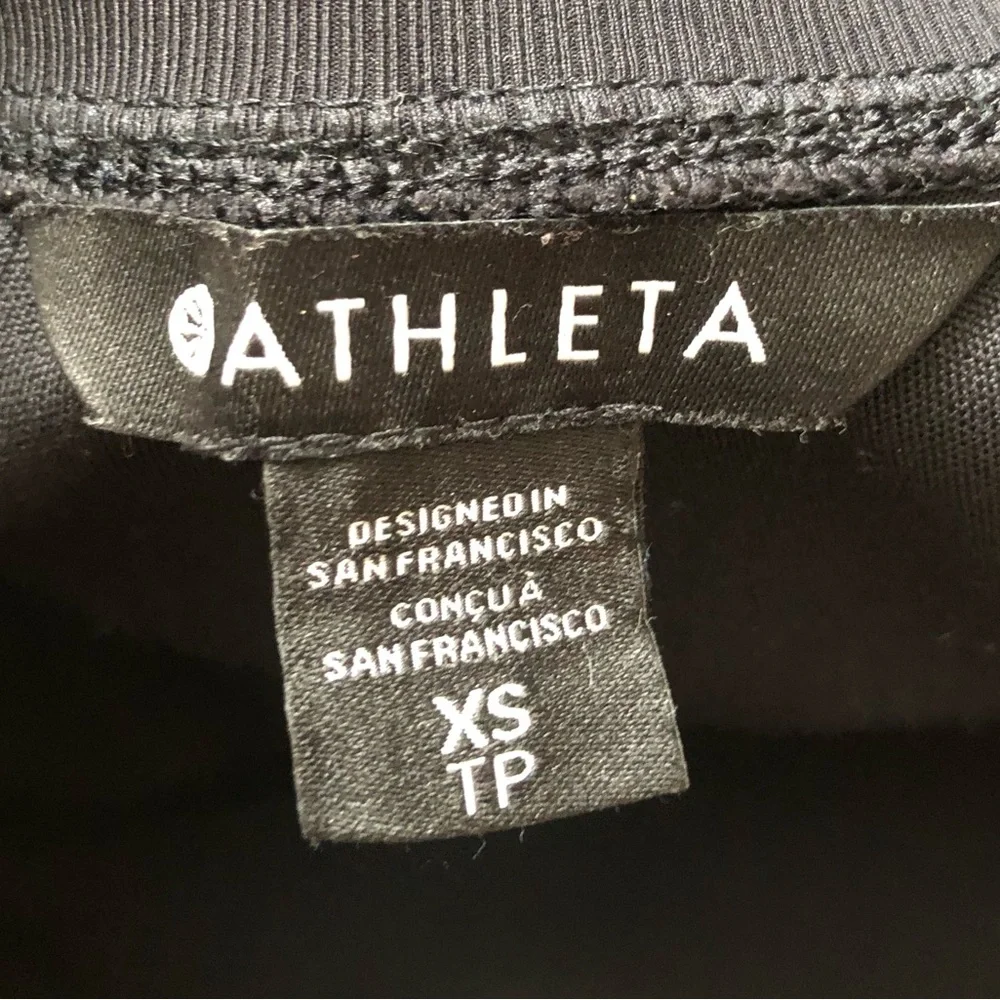 ATHLETA
DESIGNED IN
SAN FRANCISCO
CONÇU À
SAN FRANCISCO
XS
TP